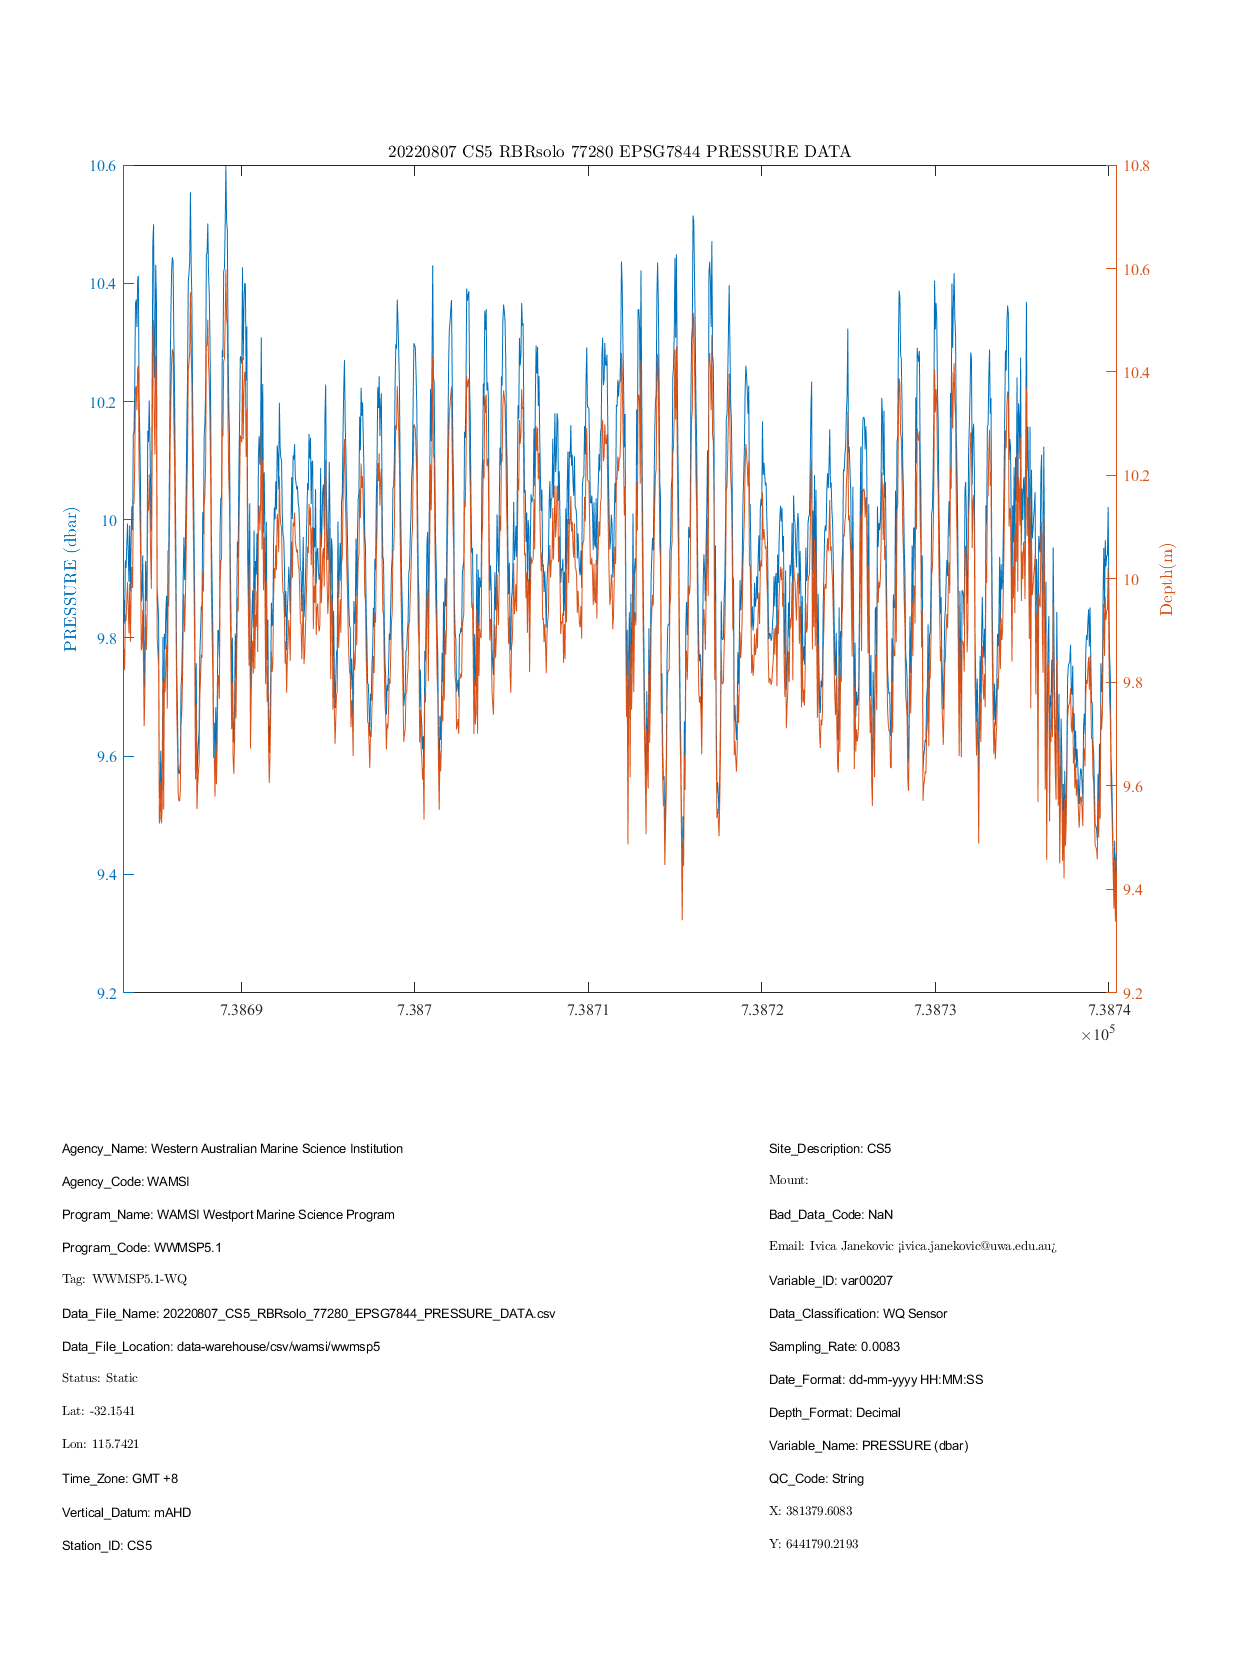 20220807 CS5 RBRsolo 77280 EPSG7844 PRESSURE DATA
10.6
10.4
10.2
10
9.8
9.6
9.4
9.2
PRESSURE (dbar)
10.8
10.6
10.4
10.2
10
9.8
9.6
9.4
9.2
Depth(m)
7.3869 7.387 7.3871 7.3872 7.3873 7.3874
×10^5
Agency_Name: Western Australian Marine Science Institution
Agency_Code: WAMSI
Program_Name: WAMSI Westport Marine Science Program
Program_Code: WWMSP5.1
Tag: WWMSP5.1-WQ
Data_File_Name: 20220807_CS5_RBRsolo_77280_EPSG7844_PRESSURE_DATA.csv
Data_File_Location: data-warehouse/csv/wamsi/wwmsp5
Status: Static
Lat: -32.1541
Lon: 115.7421
Time_Zone: GMT +8
Vertical_Datum: mAHD
Station_ID: CS5
Site_Description: CS5
Mount:
Bad_Data_Code: NaN
Email: Ivica Janekovic ¡ivica.janekovic@uwa.edu.au¿
Variable_ID: var00207
Data_Classification: WQ Sensor
Sampling_Rate: 0.0083
Date_Format: dd-mm-yyyy HH:MM:SS
Depth_Format: Decimal
Variable_Name: PRESSURE (dbar)
QC_Code: String
X: 381379.6083
Y: 6441790.2193